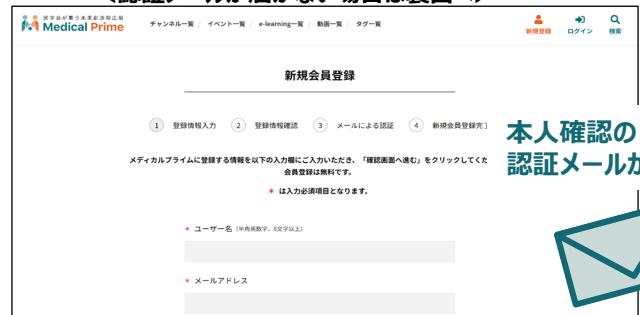 医学会が集う未来創造型広場
Medical Prime
チャンネル一覧 / イベント一覧 / e-learning一覧 / 動画一覧 / タグ一覧
新規登録 ログイン 検索
新規会員登録
1 登録情報入力 2 登録情報確認 3 メールによる認証 4 新規会員登録完了
本人確認の
認証メールが
メディカルプライムに登録する情報を以下の入力欄にご入力いただき、「確認画面へ進む」をクリックしてくだ
会員登録は無料です。
* は入力必須項目となります。
* ユーザー名 (半角英数字、6文字以上)
* メールアドレス